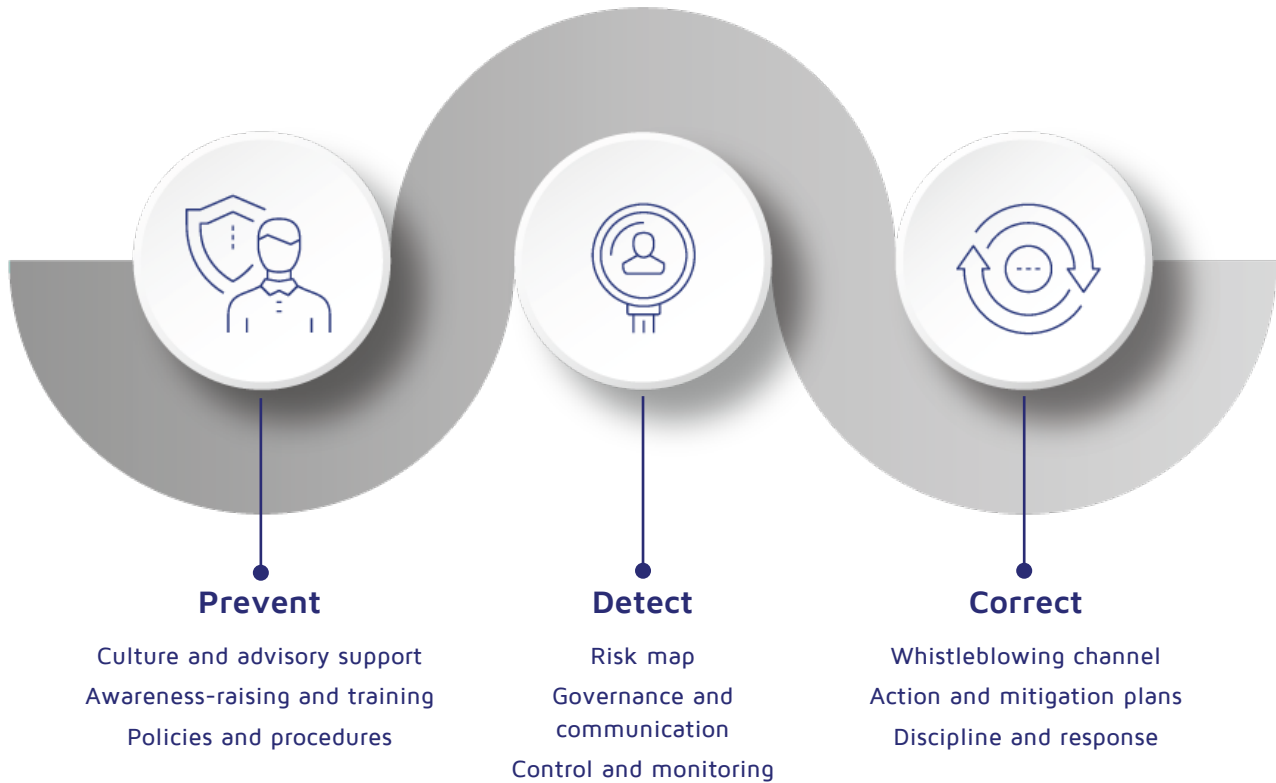 Prevent
Culture and advisory support
Awareness-raising and training
Policies and procedures
Detect
Risk map
Governance and
communication
Control and monitoring
Correct
Whistleblowing channel
Action and mitigation plans
Discipline and response